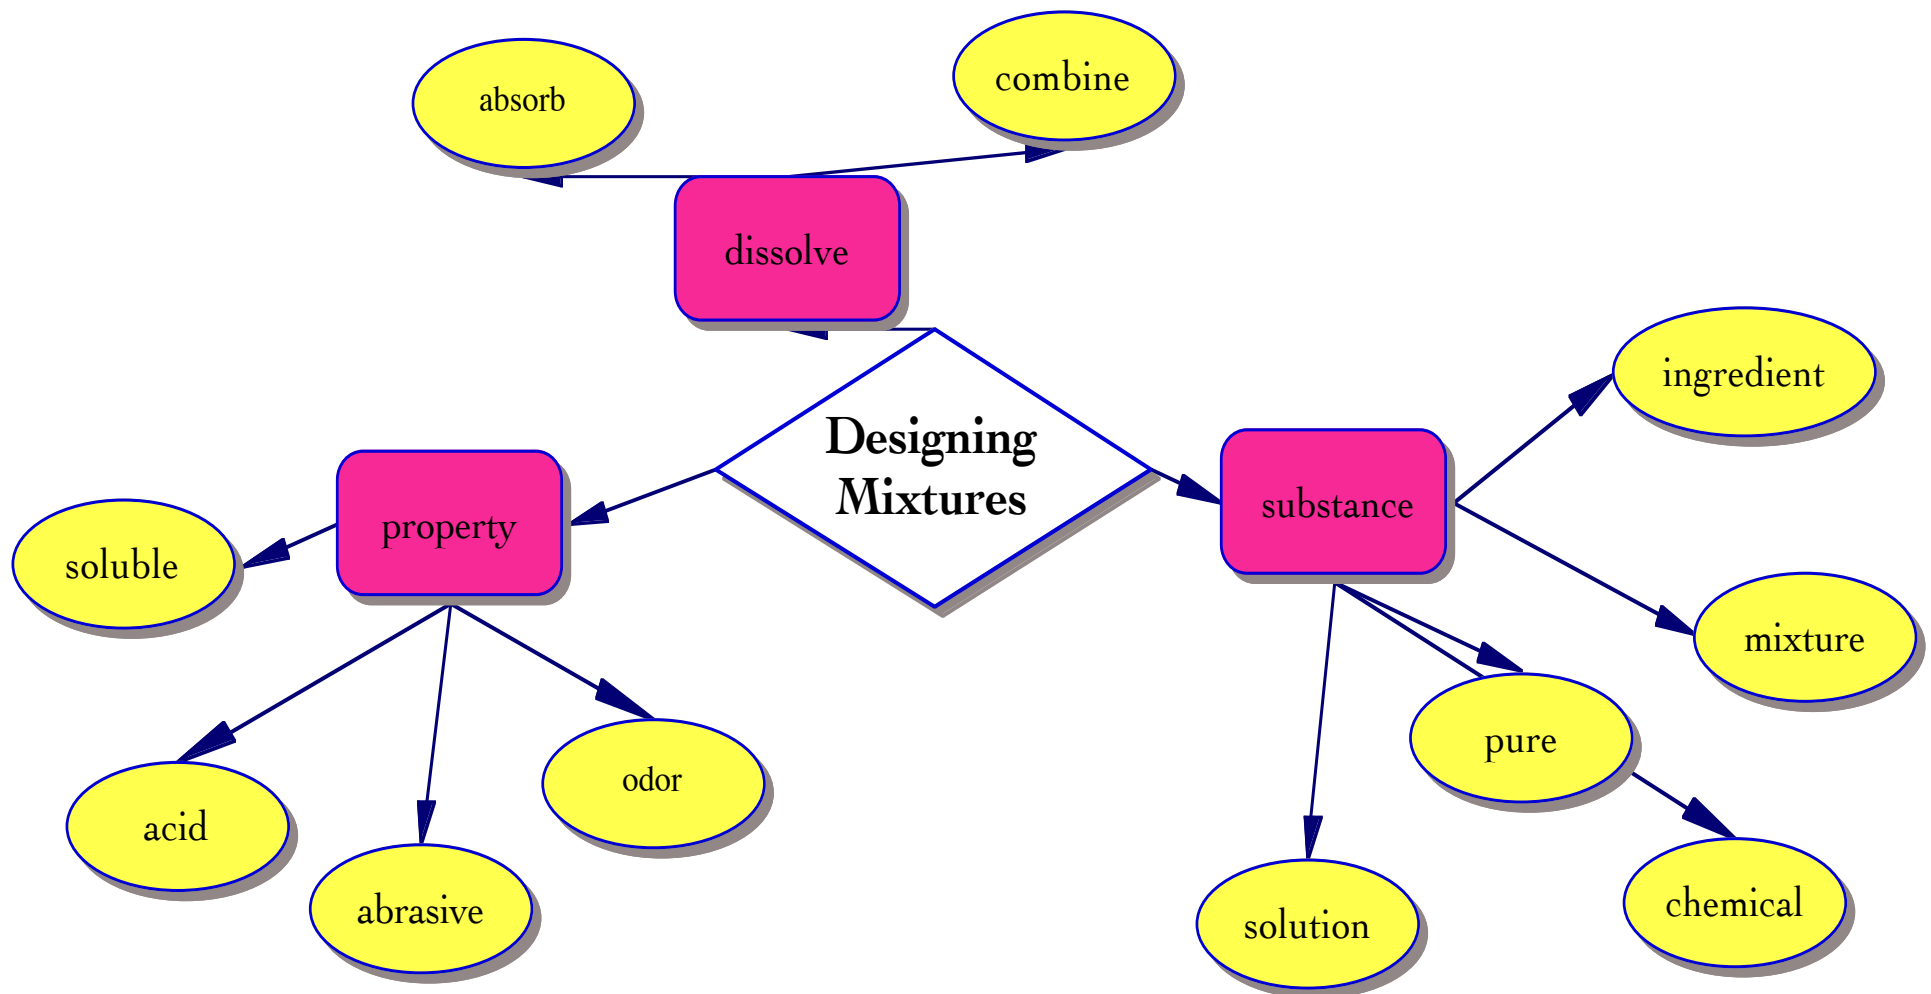 combine
absorb
dissolve
ingredient
Designing
Mixtures
substance
property
soluble
mixture
pure
odor
acid
chemical
abrasive
solution